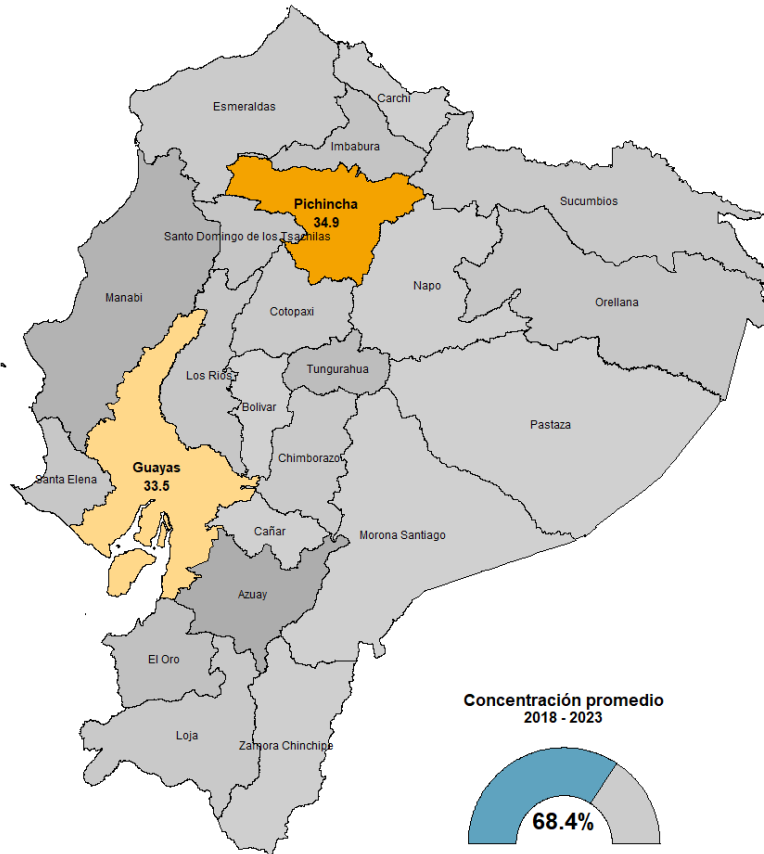 Carchi
Esmeraldas
Imbabura
Pichincha
34.9
Sucumbios
Santo Domingo de los Tsachilas
Napo
Manabi
Orellana
Cotopaxi
Tungurahua
Los Rios
Bolivar
Pastaza
Chimborazo
Guayas
33.5
Santa Elena
Cañar
Morona Santiago
Azuay
El Oro
Concentración promedio
2018 - 2023
Loja
Zamora Chinchipe
68.4%